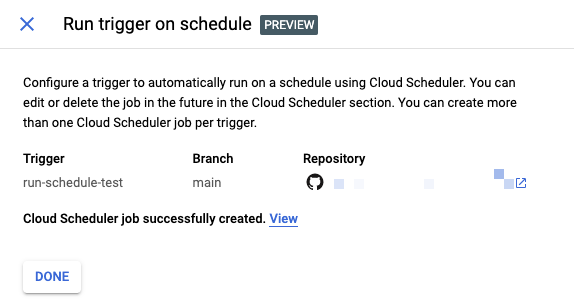 Run trigger on schedule PREVIEW
Configure a trigger to automatically run on a schedule using Cloud Scheduler. You can
edit or delete the job in the future in the Cloud Scheduler section. You can create more
than one Cloud Scheduler job per trigger.
Trigger Branch Repository
run-schedule-test main
Cloud Scheduler job successfully created. View
DONE